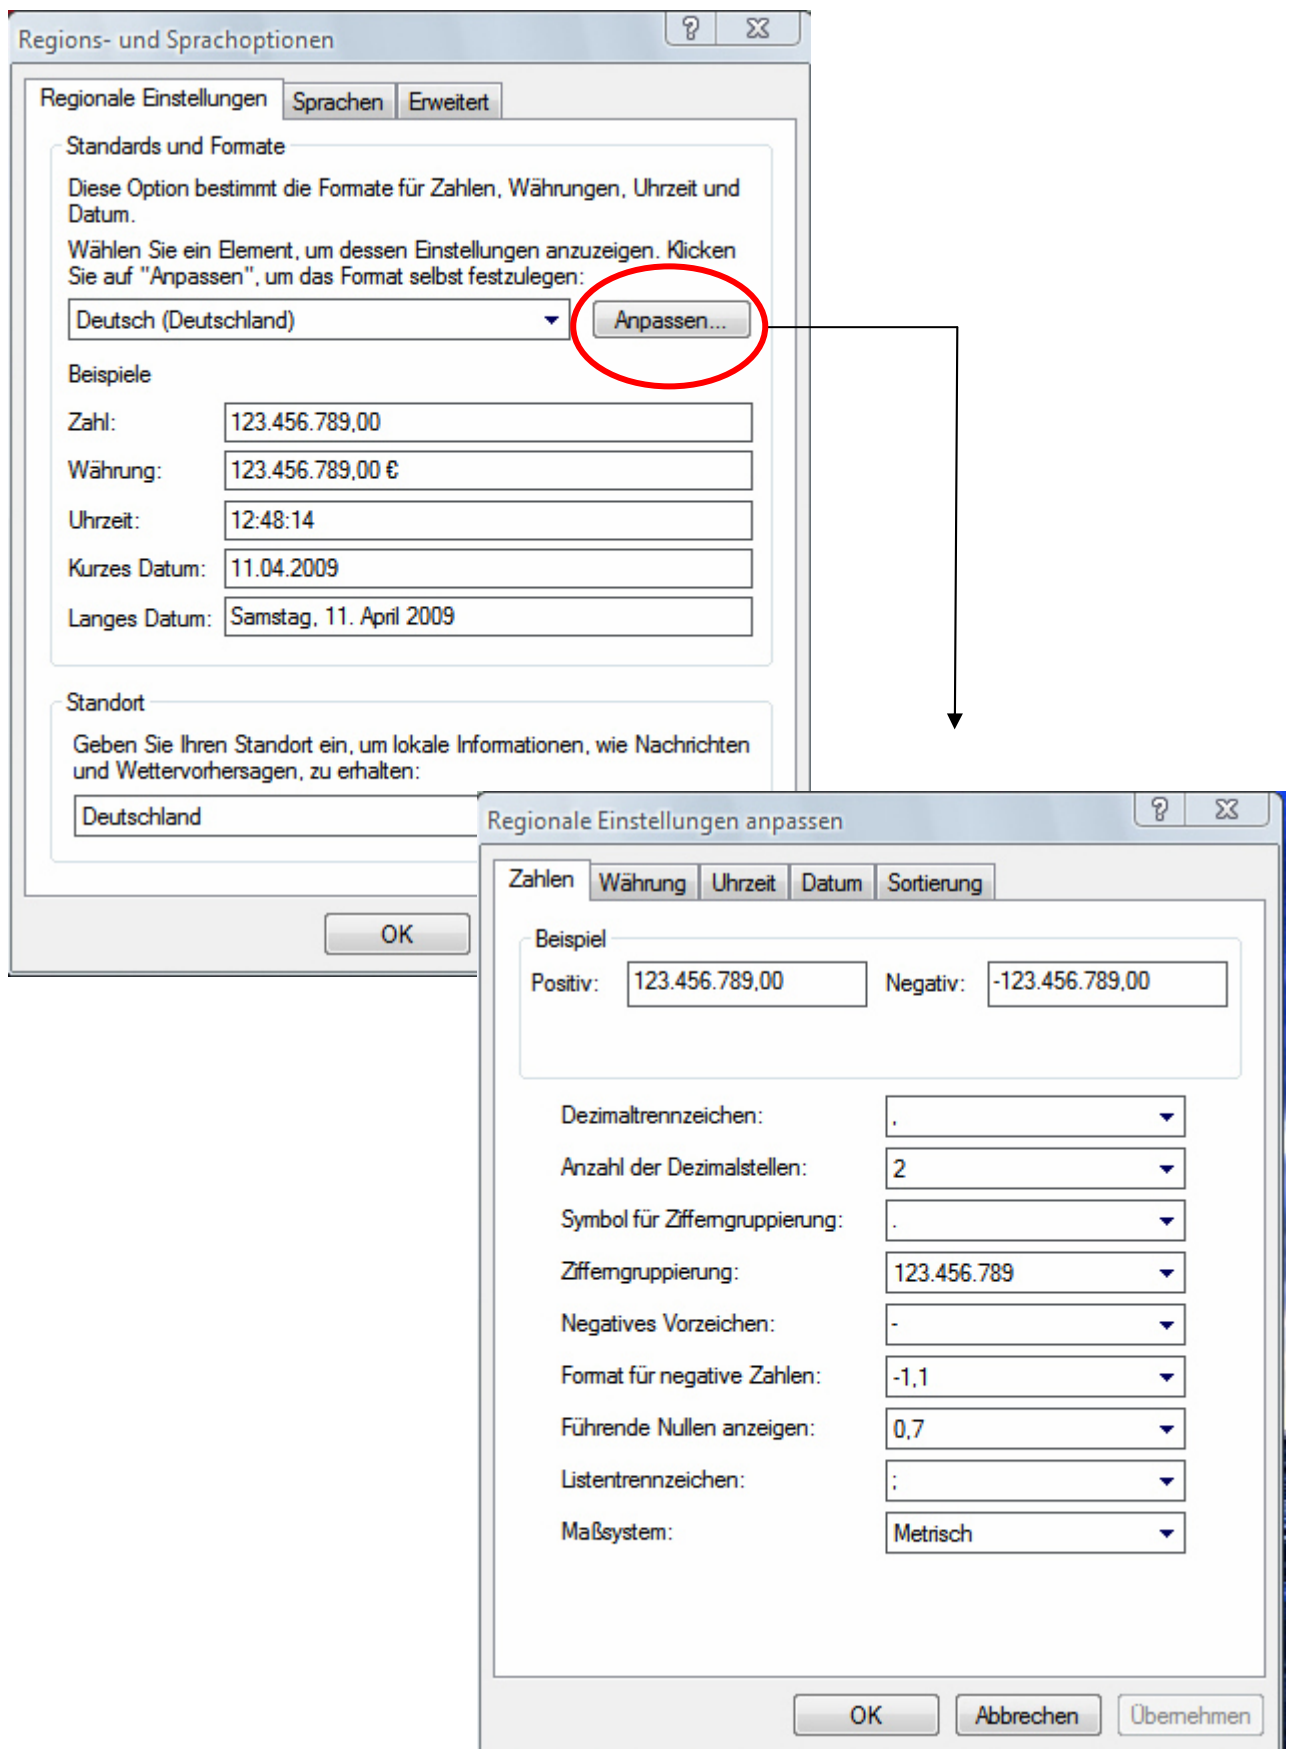 Regions- und Sprachoptionen
Regionale Einstellungen Sprachen Erweitert
Standards und Formate
Diese Option bestimmt die Formate für Zahlen, Währungen, Uhrzeit und
Datum.
Wählen Sie ein Element, um dessen Einstellungen anzuzeigen. Klicken
Sie auf "Anpassen", um das Format selbst festzulegen:
Deutsch (Deutschland) Anpassen...
Beispiele
Zahl: 123.456.789,00
Währung: 123.456.789,00 €
Uhrzeit: 12:48:14
Kurzes Datum: 11.04.2009
Langes Datum: Samstag, 11. April 2009
Standort
Geben Sie Ihren Standort ein, um lokale Informationen, wie Nachrichten
und Wettervorhersagen, zu erhalten:
Deutschland
OK
Regionale Einstellungen anpassen
Zahlen Währung Uhrzeit Datum Sortierung
Beispiel
Positiv: 123.456.789,00 Negativ: -123.456.789,00
Dezimaltrennzeichen: ,
Anzahl der Dezimalstellen: 2
Symbol für Zifferngruppierung: .
Zifferngruppierung: 123.456.789
Negatives Vorzeichen: -
Format für negative Zahlen: -1,1
Führende Nullen anzeigen: 0,7
Listentrennzeichen: ;
Maßsystem: Metrisch
OK Abbrechen Übernehmen